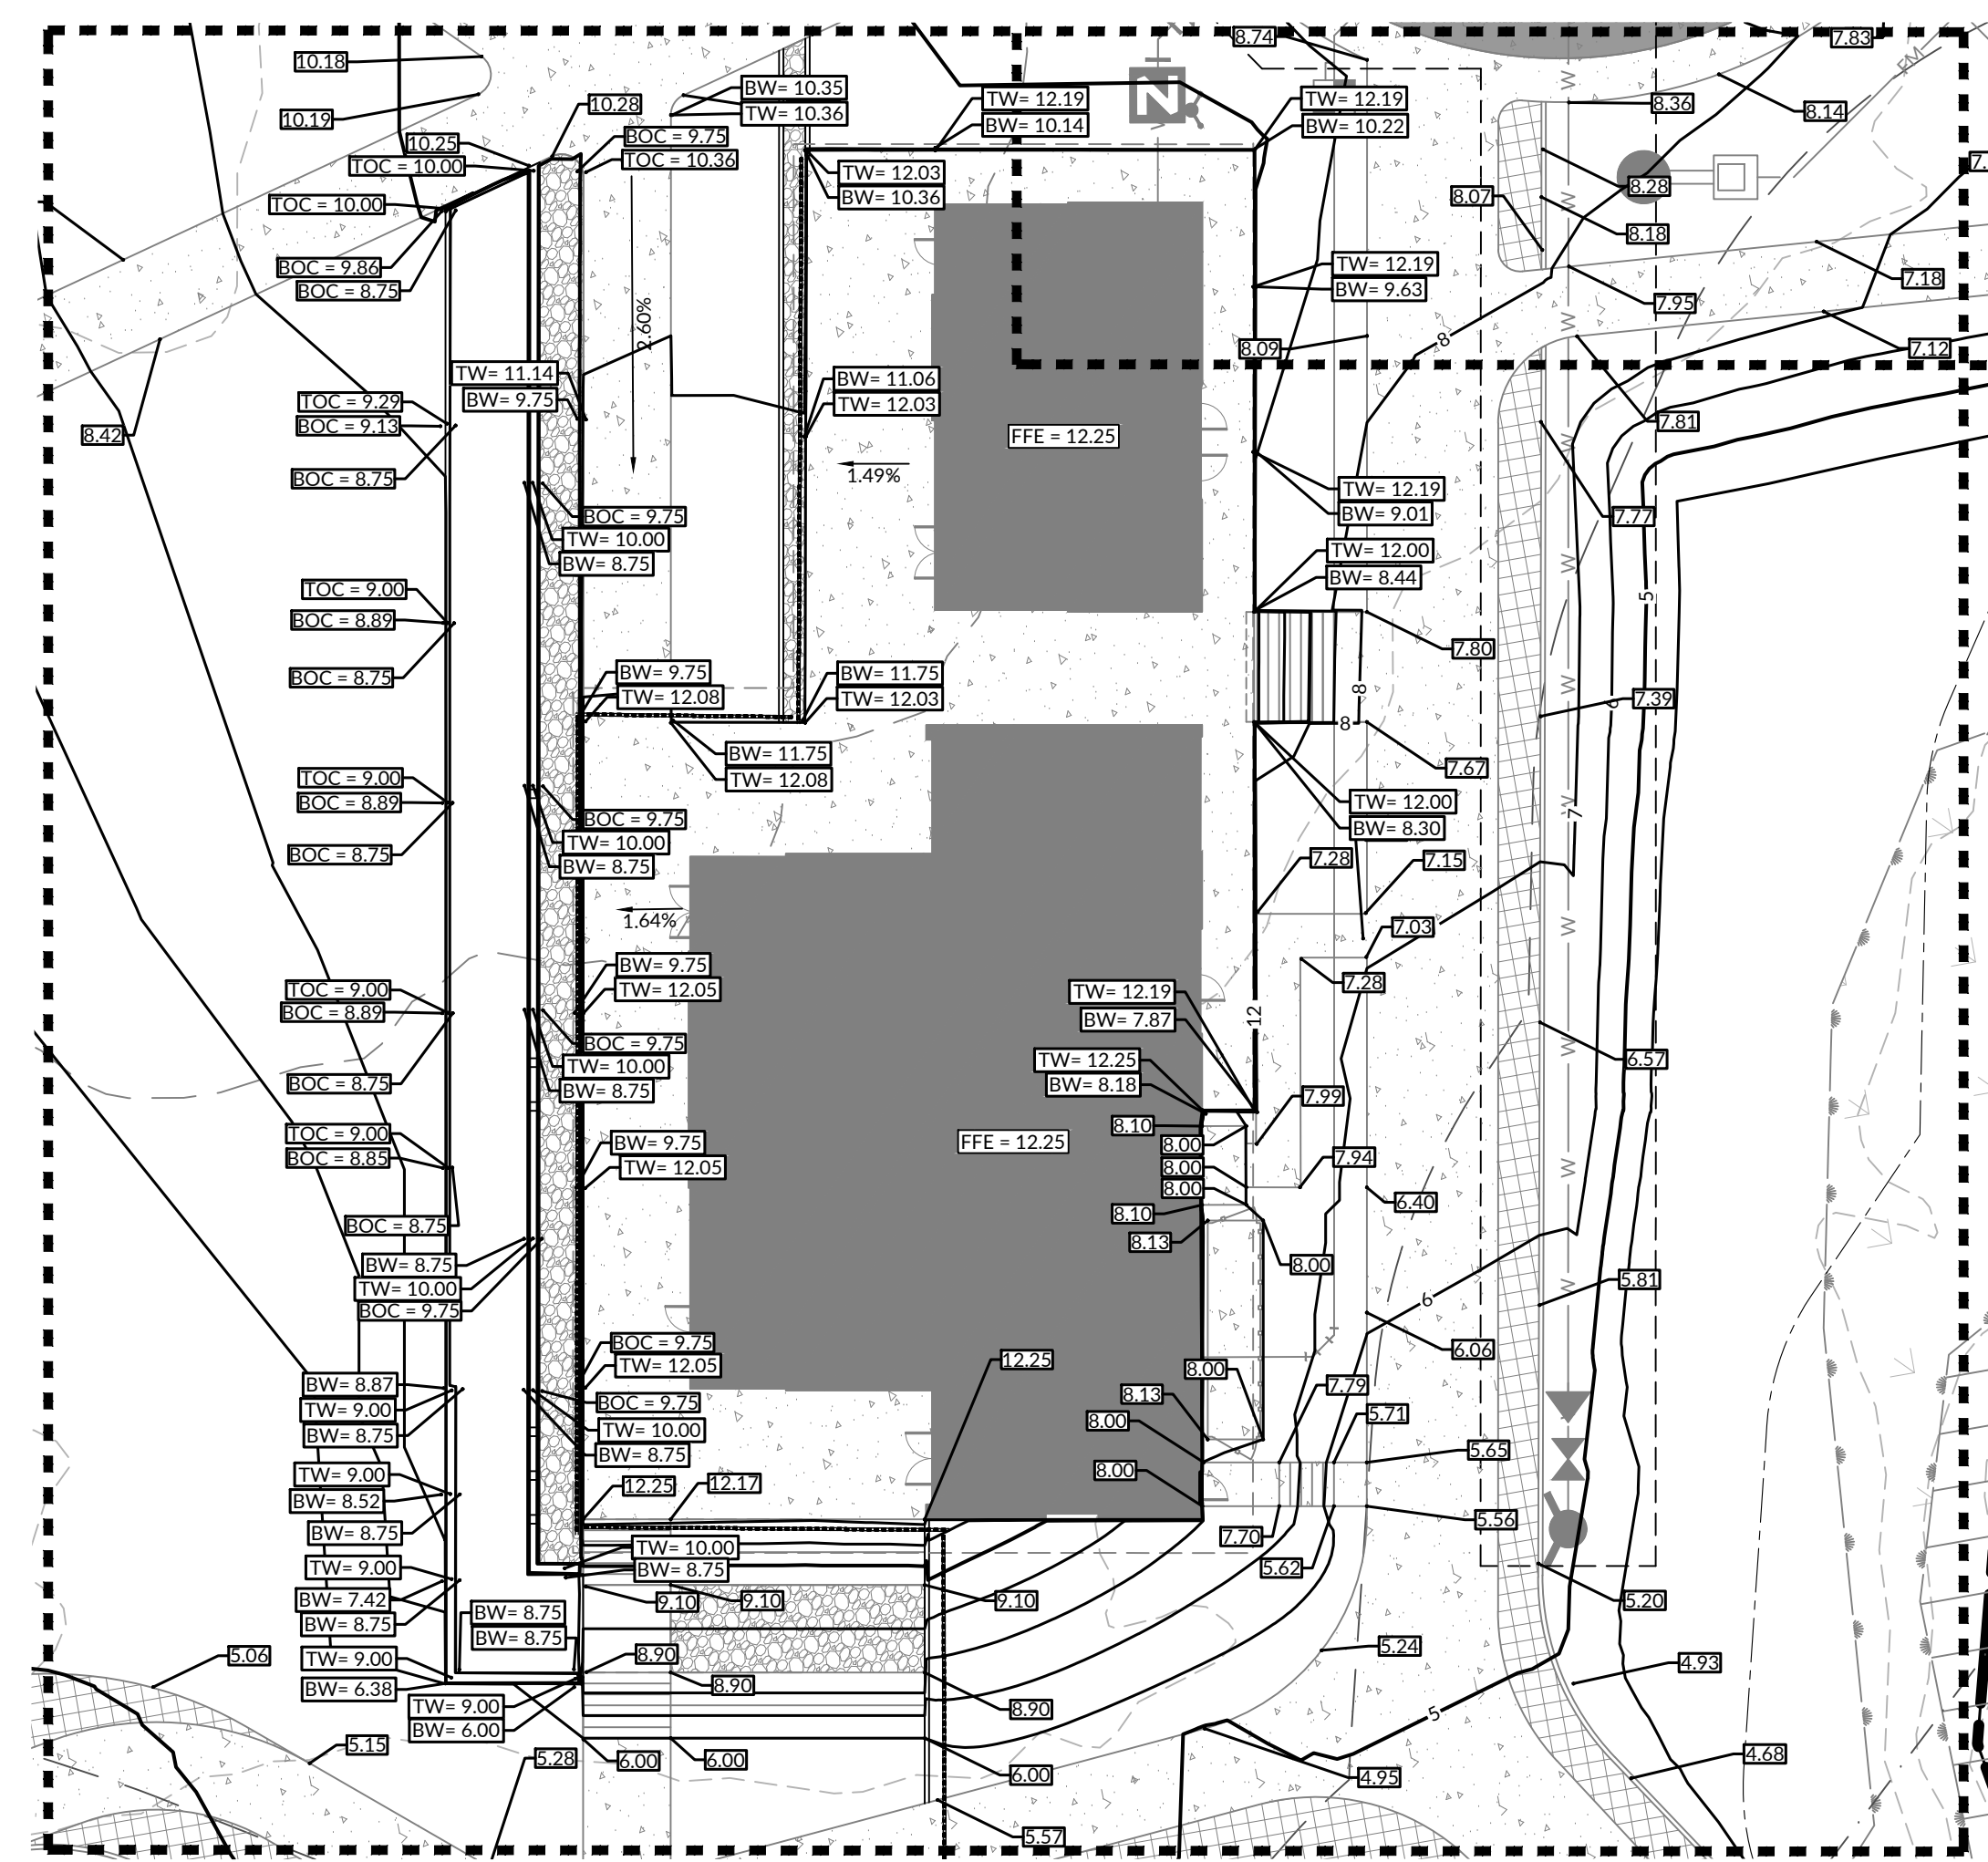 8.74
7.83
10.18
BW= 10.35
TW= 10.36
TW= 12.19
BW= 10.14
N
TW= 12.19
BW= 10.22
8.36
8.14
FM
W
10.19
10.28
10.25
BOC = 9.75
TOC = 10.36
TOC = 10.00
TW= 12.03
BW= 10.36
8.28
8.07
7.
TOC = 10.00
8.18
BOC = 9.86
BOC = 8.75
TW= 12.19
BW= 9.63
7.18
W
7.95
2.60%
8.09
8
7.12
TW= 11.14
BW= 9.75
BW= 11.06
TW= 12.03
TOC = 9.29
BOC = 9.13
8.42
FFE = 12.25
7.81
W
BOC = 8.75
1.49%
TW= 12.19
BW= 9.01
BOC = 9.75
TW= 10.00
BW= 8.75
7.77
TW= 12.00
BW= 8.44
W
5
TOC = 9.00
BOC = 8.89
BOC = 8.75
7.80
BW= 9.75
TW= 12.08
BW= 11.75
TW= 12.03
8
W
6
7.39
8
BW= 11.75
TW= 12.08
7.67
TOC = 9.00
BOC = 8.89
TW= 12.00
BW= 8.30
W
7
BOC = 9.75
TW= 10.00
BW= 8.75
BOC = 8.75
7.28
7.15
1.64%
7.03
W
BW= 9.75
TW= 12.05
7.28
TOC = 9.00
BOC = 8.89
TW= 12.19
BW= 7.87
12
BOC = 9.75
TW= 10.00
BW= 8.75
W
TW= 12.25
BW= 8.18
6.57
BOC = 8.75
7.99
TOC = 9.00
BOC = 8.85
BW= 9.75
TW= 12.05
FFE = 12.25
8.10
8.00
8.00
8.00
7.94
W
6.40
BOC = 8.75
8.10
8.13
BW= 8.75
TW= 10.00
BOC = 9.75
8.00
W
5.81
6
BOC = 9.75
TW= 12.05
12.25
8.00
6.06
BW= 8.87
TW= 9.00
BW= 8.75
BOC = 9.75
TW= 10.00
BW= 8.75
8.13
8.00
7.79
5.71
TW= 9.00
BW= 8.52
BW= 8.75
12.25
12.17
8.00
5.65
5.56
TW= 10.00
BW= 8.75
7.70
5.62
TW= 9.00
BW= 7.42
BW= 8.75
BW= 8.75
BW= 8.75
9.10
9.10
9.10
5.20
5.06
TW= 9.00
BW= 6.38
8.90
8.90
5.24
4.93
TW= 9.00
BW= 6.00
8.90
5
5.15
5.28
6.00
6.00
6.00
4.95
4.68
5.57